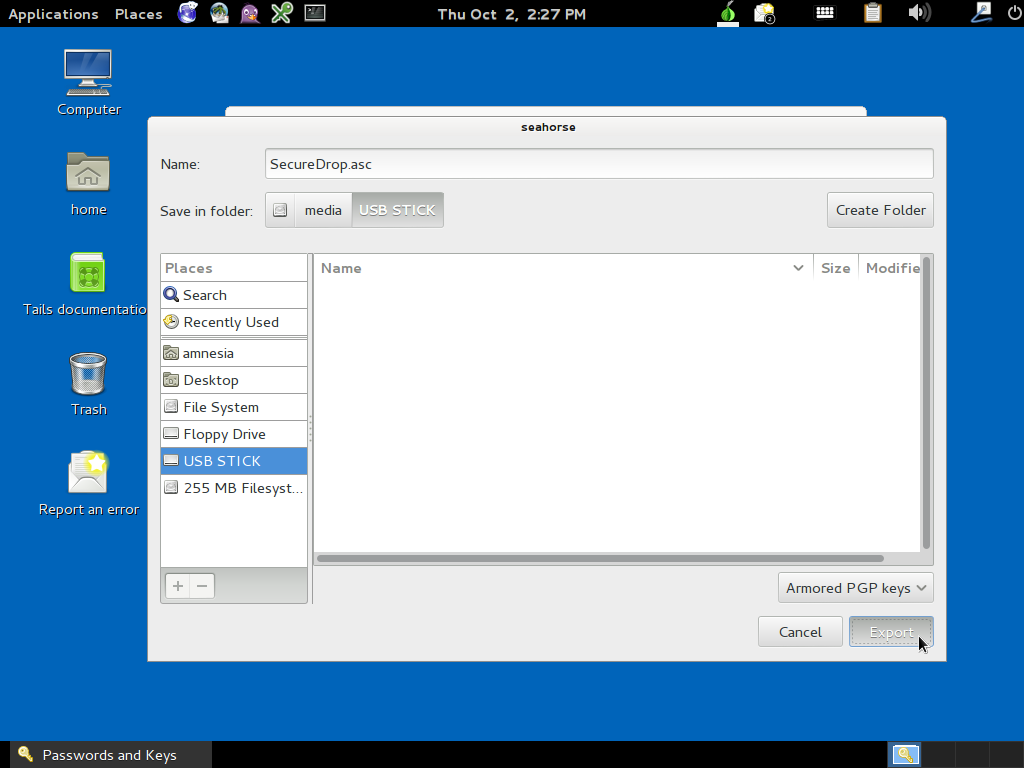 Applications Places Thu Oct 2, 2:27 PM 2
Computer
home
Tails documentatio
Trash
Report an error
seahorse
Name: SecureDrop.asc
Save in folder: media USB STICK Create Folder
Places
Search
Recently Used
amnesia
Desktop
File System
Floppy Drive
USB STICK
255 MB Filesyst...
+ −
Name Size Modifie
Armored PGP keys
Cancel Export
Passwords and Keys